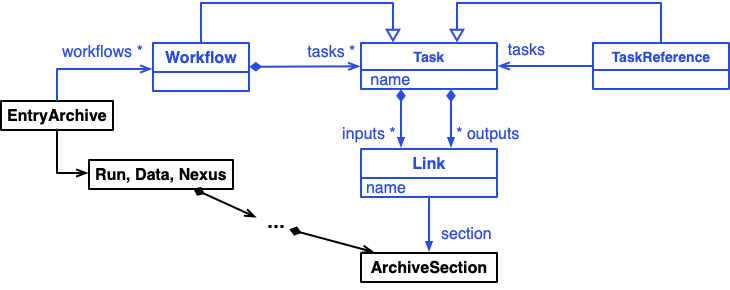 workflows *
Workflow
tasks *
Task
name
tasks
TaskReference
EntryArchive
inputs *
* outputs
Run, Data, Nexus
Link
name
...
section
ArchiveSection